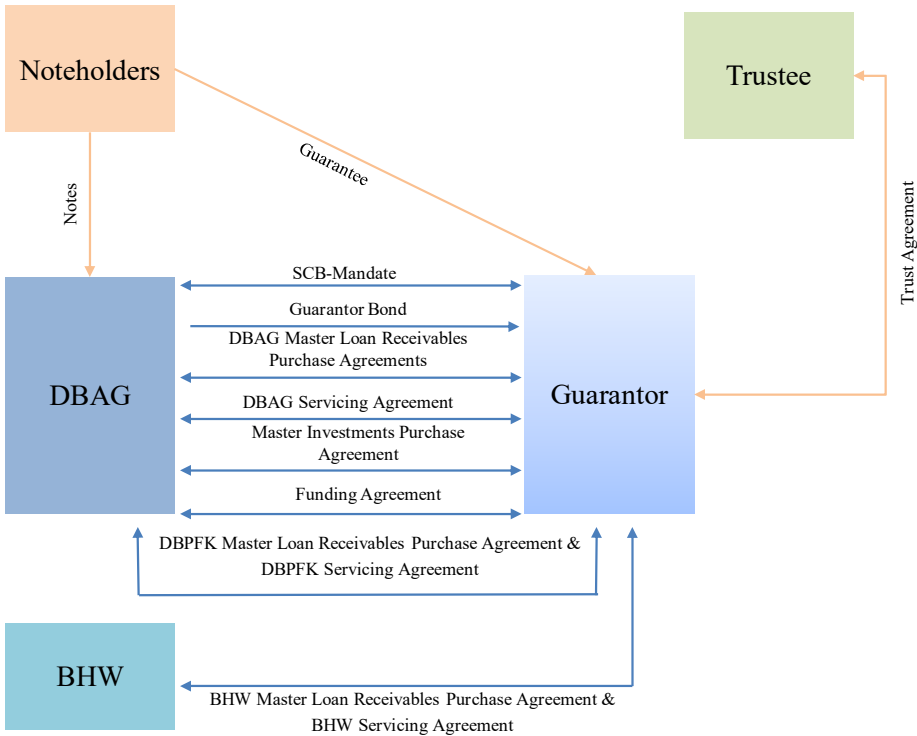 Noteholders
Trustee
Guarantee
Notes
Trust Agreement
SCB-Mandate
Guarantor Bond
DBAG Master Loan Receivables
Purchase Agreements
DBAG
Guarantor
DBAG Servicing Agreement
Master Investments Purchase
Agreement
Funding Agreement
DBPFK Master Loan Receivables Purchase Agreement &
DBPFK Servicing Agreement
BHW
BHW Master Loan Receivables Purchase Agreement &
BHW Servicing Agreement